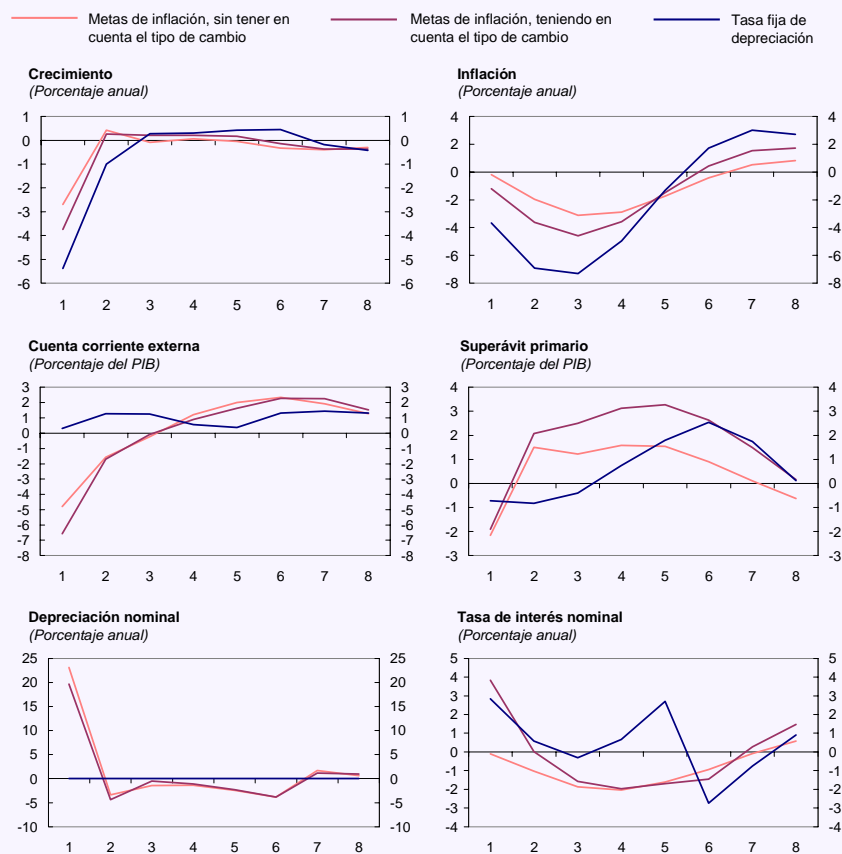 Metas de inflación, sin tener en
cuenta el tipo de cambio
Metas de inflación, teniendo en
cuenta el tipo de cambio
Tasa fija de
depreciación
Crecimiento
(Porcentaje anual)
1 1
0 0
-1 -1
-2 -2
-3 -3
-4 -4
-5 -5
-6 -6
1 2 3 4 5 6 7 8
Inflación
(Porcentaje anual)
4 4
2 2
0 0
-2 -2
-4 -4
-6 -6
-8 -8
1 2 3 4 5 6 7 8
Cuenta corriente externa
(Porcentaje del PIB)
3 3
2 2
1 1
0 0
-1 -1
-2 -2
-3 -3
-4 -4
-5 -5
-6 -6
-7 -7
-8 -8
1 2 3 4 5 6 7 8
Superávit primario
(Porcentaje del PIB)
4 4
3 3
2 2
1 1
0 0
-1 -1
-2 -2
-3 -3
1 2 3 4 5 6 7 8
Depreciación nominal
(Porcentaje anual)
25 25
20 20
15 15
10 10
5 5
0 0
-5 -5
-10 -10
1 2 3 4 5 6 7 8
Tasa de interés nominal
(Porcentaje anual)
5 5
4 4
3 3
2 2
1 1
0 0
-1 -1
-2 -2
-3 -3
-4 -4
1 2 3 4 5 6 7 8